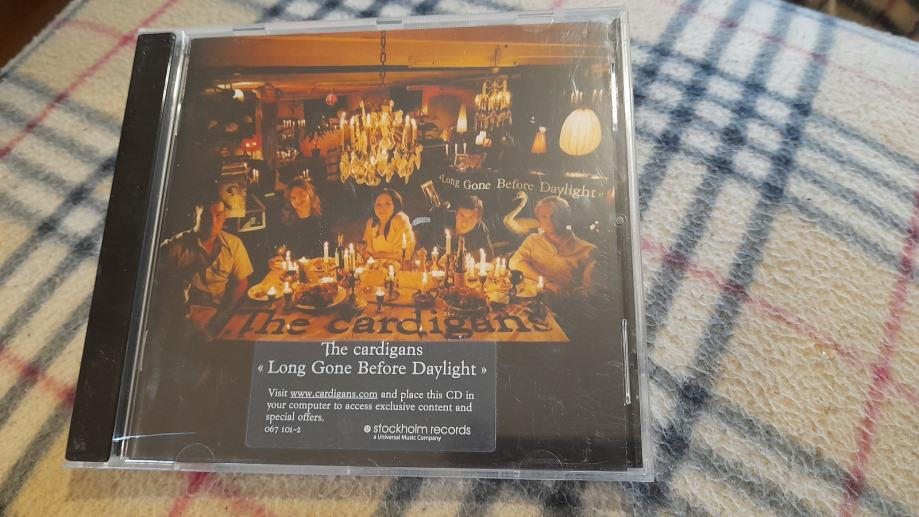 «Long Gone Before Daylight»
The cardigans
The cardigans
« Long Gone Before Daylight »
Visit www.cardigans.com and place this CD in
your computer to access exclusive content and
special offers.
067 101-2
stockholm records
a Universal Music Company